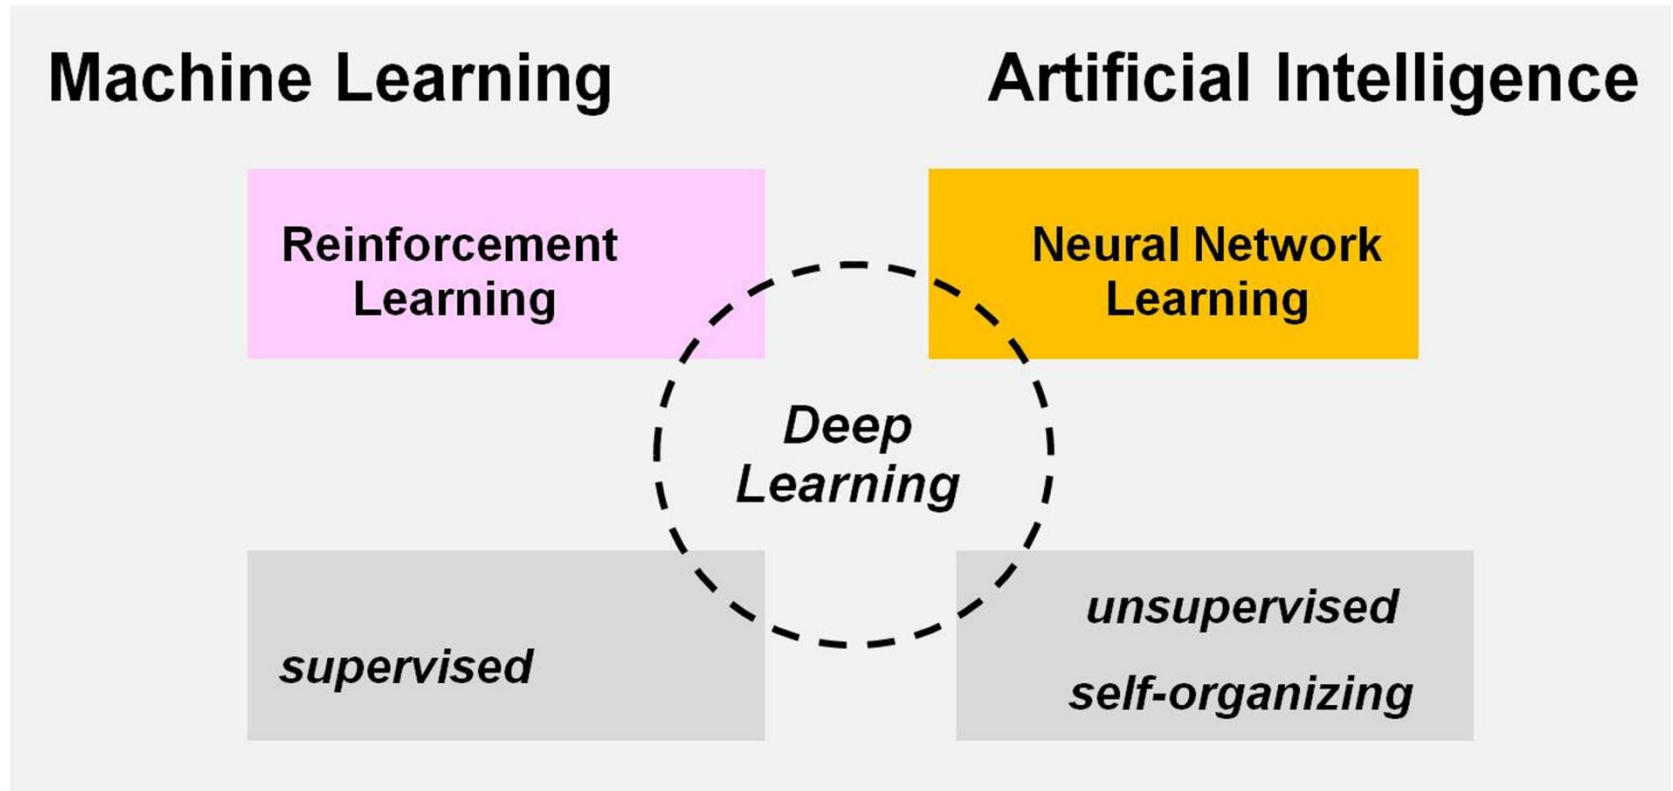 Machine Learning
Artificial Intelligence
Reinforcement
Learning
Neural Network
Learning
Deep
Learning
supervised
unsupervised
self-organizing